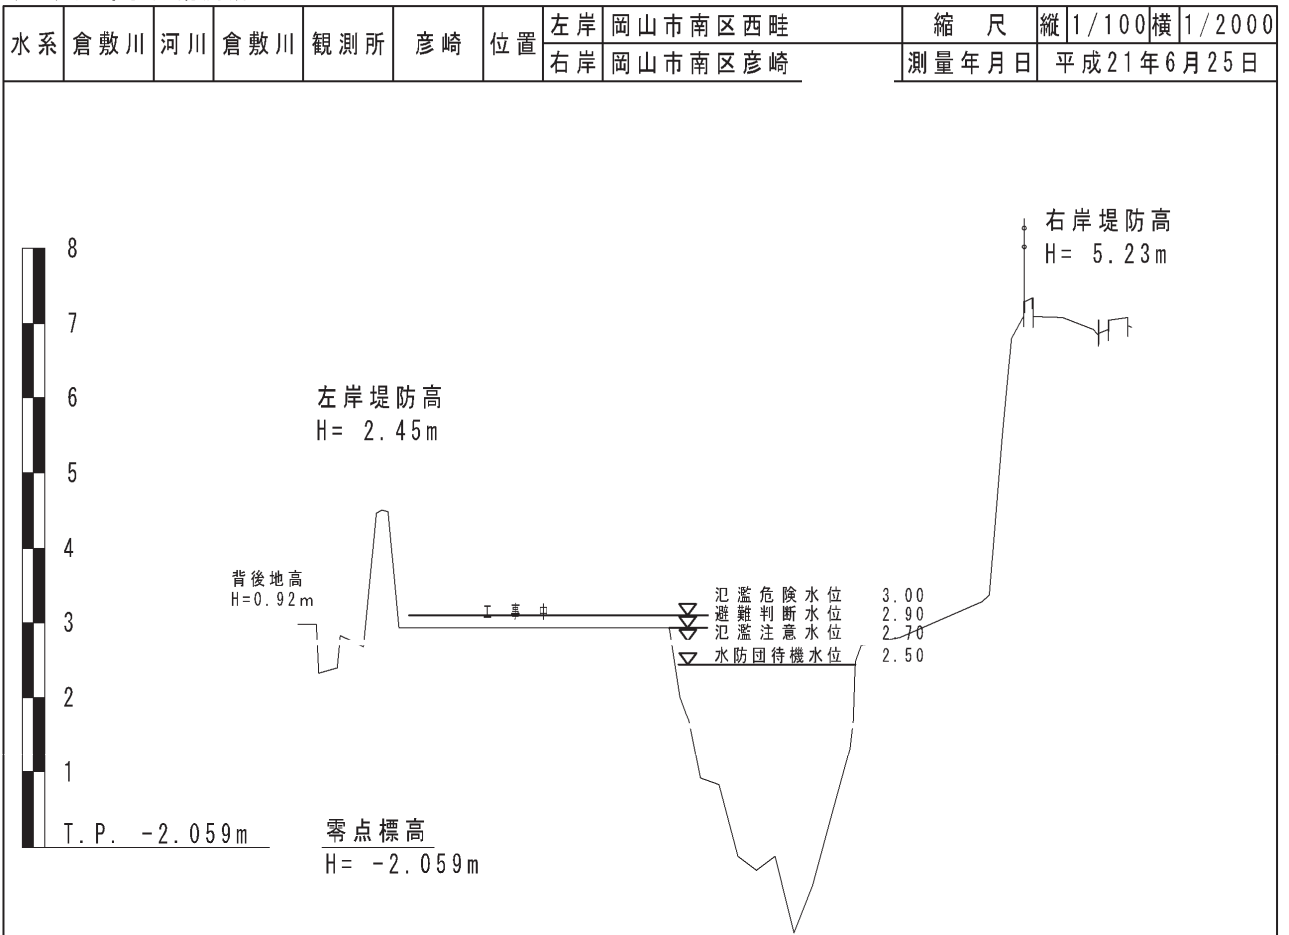 水系 倉敷川 河川 倉敷川 観測所 彦崎 位置 左岸 岡山市南区西畦 縮尺 縦 1/100 横 1/2000
右岸 岡山市南区彦崎 測量年月日 平成21年6月25日
右岸堤防高
H= 5.23m
8
7
6
左岸堤防高
H= 2.45m
5
4
背後地高
H=0.92m
工事中
氾濫危険水位 3.00
避難判断水位 2.90
氾濫注意水位 2.70
水防団待機水位 2.50
3
2
1
T.P. -2.059m
零点標高
H= -2.059m